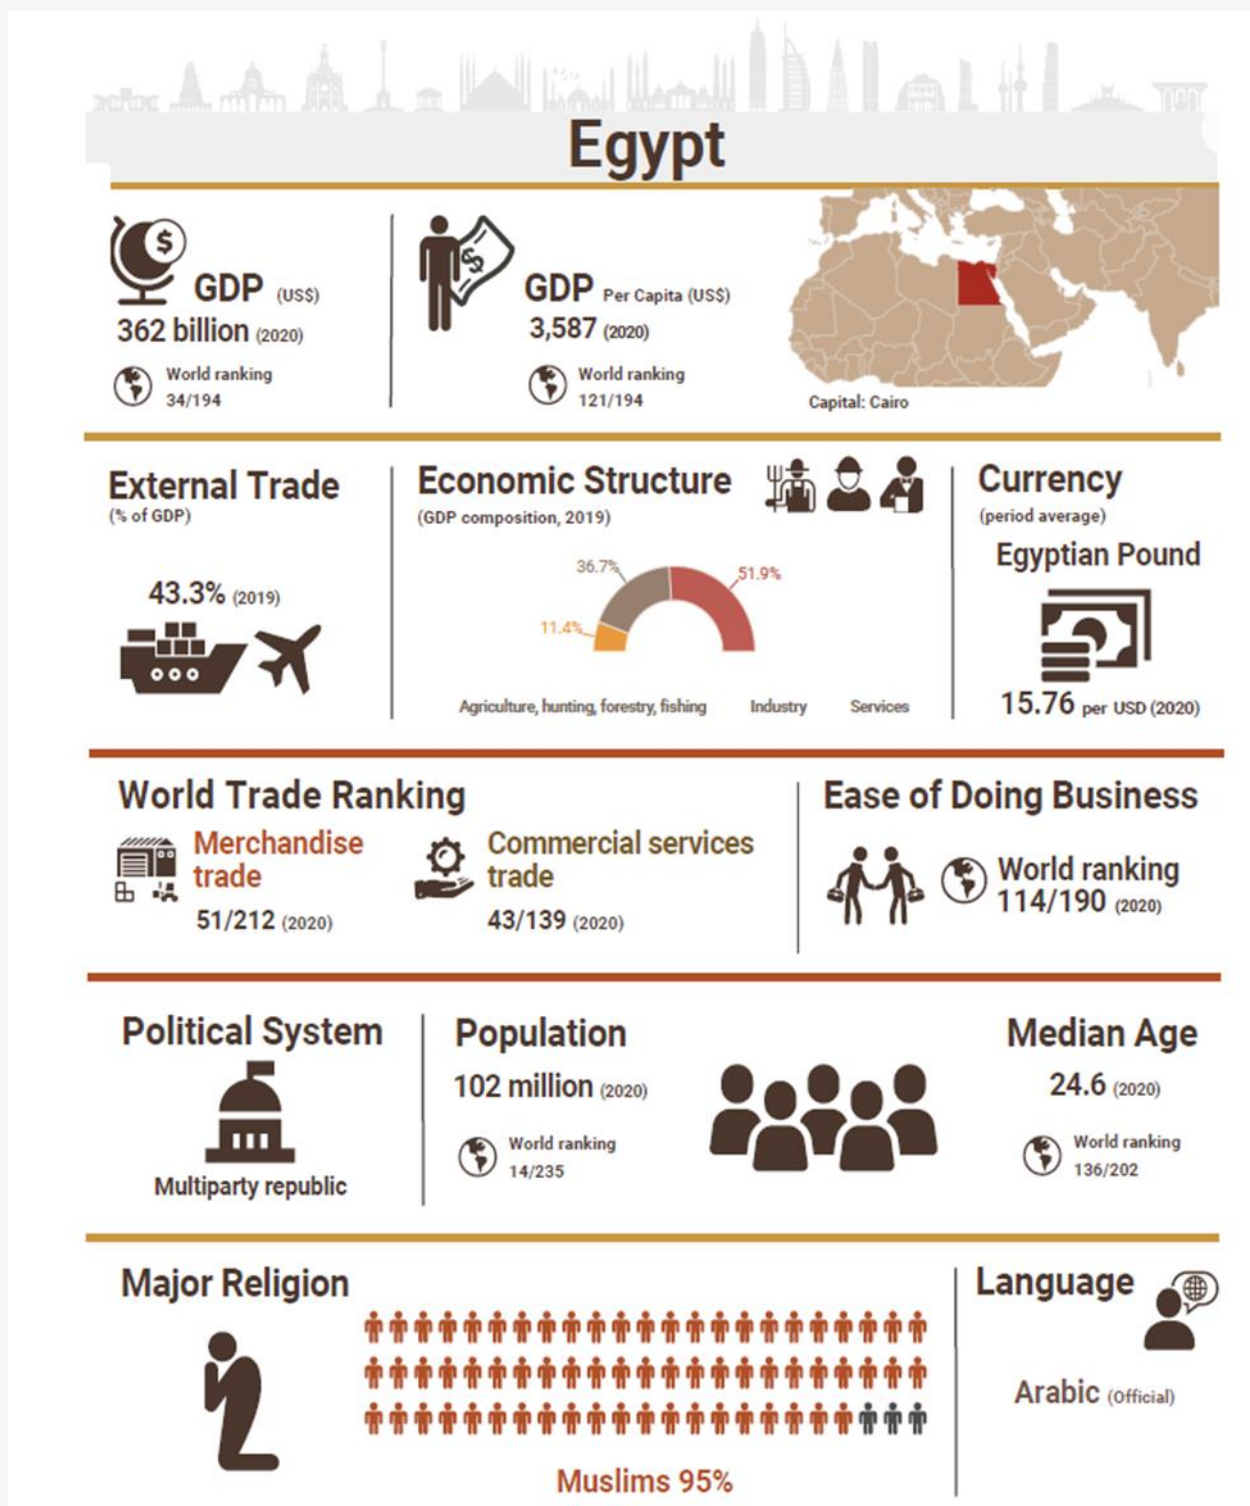 Egypt
GDP (US$)
362 billion (2020)
World ranking
34/194
GDP Per Capita (US$)
3,587 (2020)
World ranking
121/194
Capital: Cairo
External Trade
(% of GDP)
43.3% (2019)
Economic Structure
(GDP composition, 2019)
36.7%
51.9%
11.4%
Agriculture, hunting, forestry, fishing Industry Services
Currency
(period average)
Egyptian Pound
15.76 per USD (2020)
World Trade Ranking
Merchandise
trade
51/212 (2020)
Commercial services
trade
43/139 (2020)
Ease of Doing Business
World ranking
114/190 (2020)
Political System
Multiparty republic
Population
102 million (2020)
World ranking
14/235
Median Age
24.6 (2020)
World ranking
136/202
Major Religion
Muslims 95%
Language
Arabic (Official)